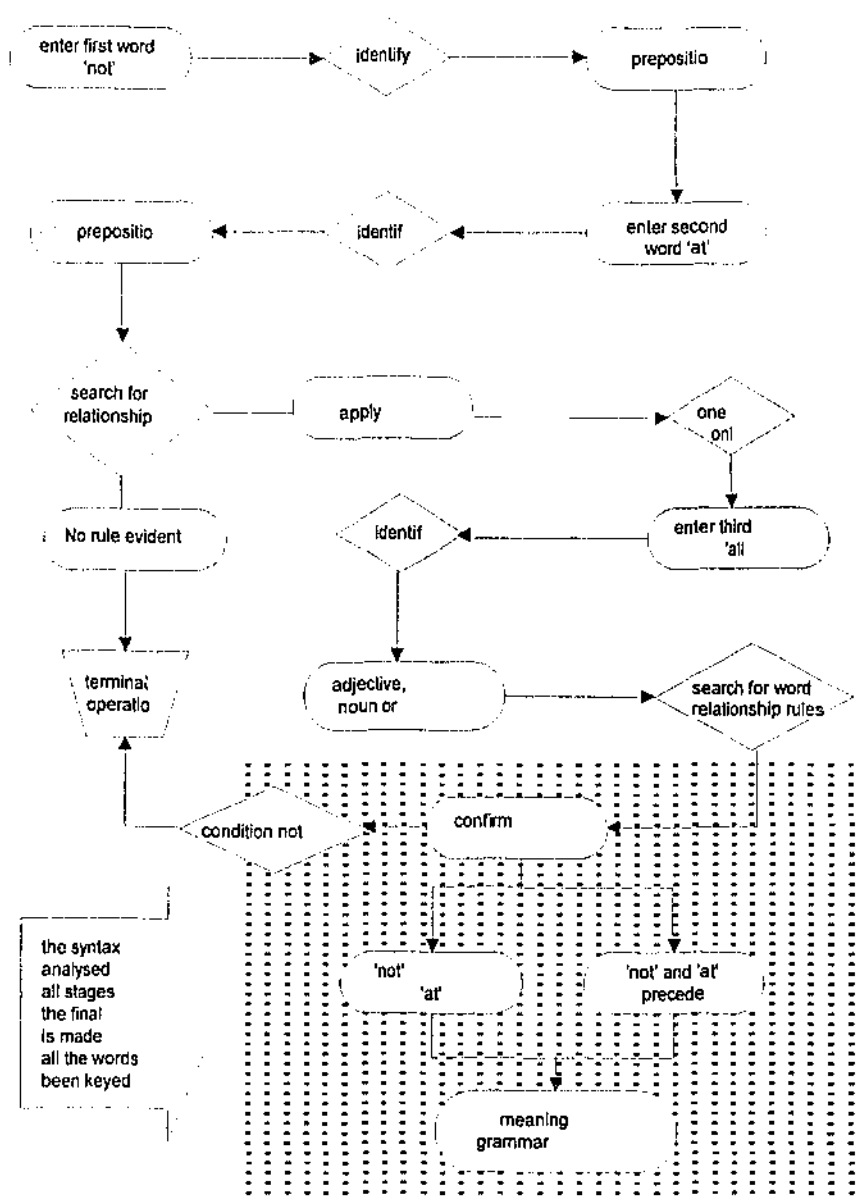 enter first word
'not'
identify
prepositio
prepositio
identif
enter second
word 'at'
search for
relationship
apply
one
onl
No rule evident
identif
enter third
'all
terminal
operatio
adjective,
noun or
search for word
relationship rules
condition not
confirm
the syntax
analysed
all stages
the final
is made
all the words
been keyed
'not'
'at'
'not' and 'at'
precede
meaning
grammar